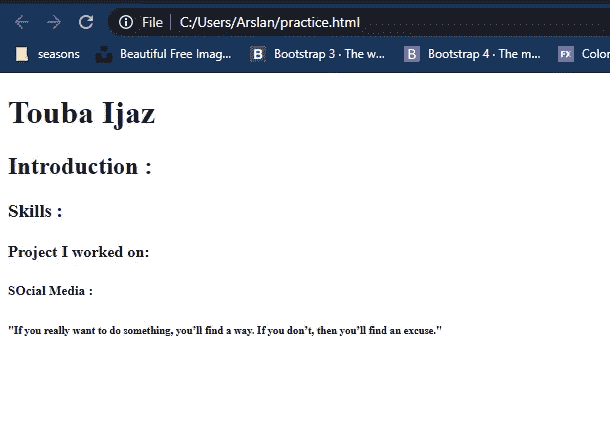 File C:/Users/Arslan/practice.html
seasons Beautiful Free Imag... B Bootstrap 3 · The w... B Bootstrap 4 · The m... FX Color
Touba Ijaz
Introduction :
Skills :
Project I worked on:
SOcial Media :
"If you really want to do something, you’ll find a way. If you don’t, then you’ll find an excuse."